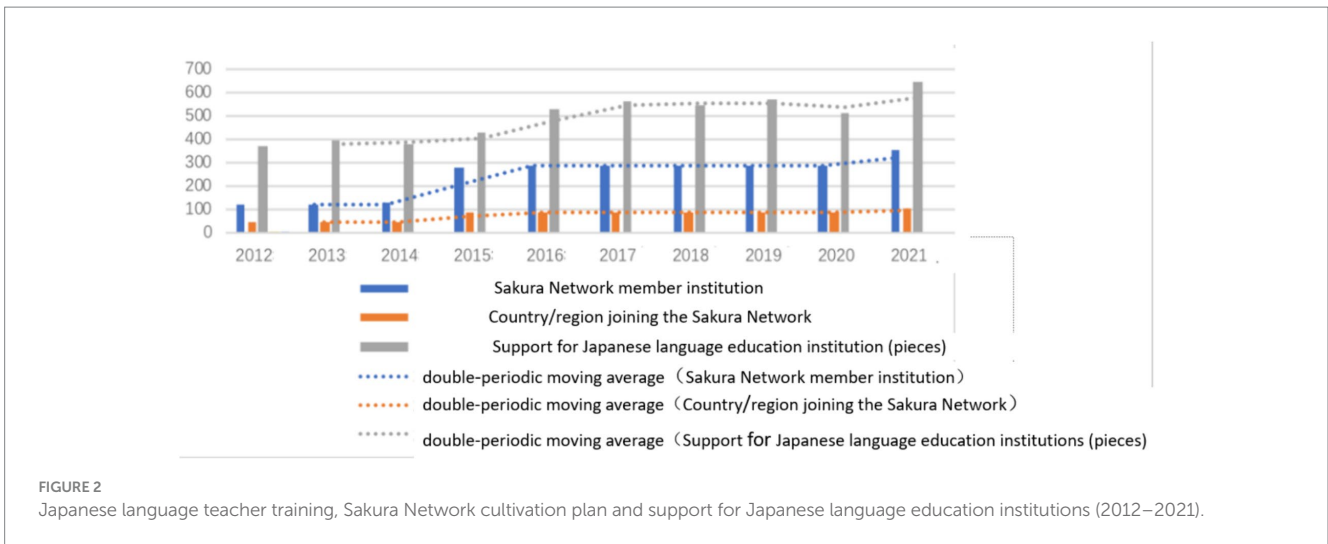 700
600
500
400
300
200
100
0
2012 2013 2014 2015 2016 2017 2018 2019 2020 2021
Sakura Network member institution
Country/region joining the Sakura Network
Support for Japanese language education institution (pieces)
double-periodic moving average（Sakura Network member institution）
double-periodic moving average（Country/region joining the Sakura Network）
double-periodic moving average（Support for Japanese language education institutions (pieces)
FIGURE 2
Japanese language teacher training, Sakura Network cultivation plan and support for Japanese language education institutions (2012–2021).